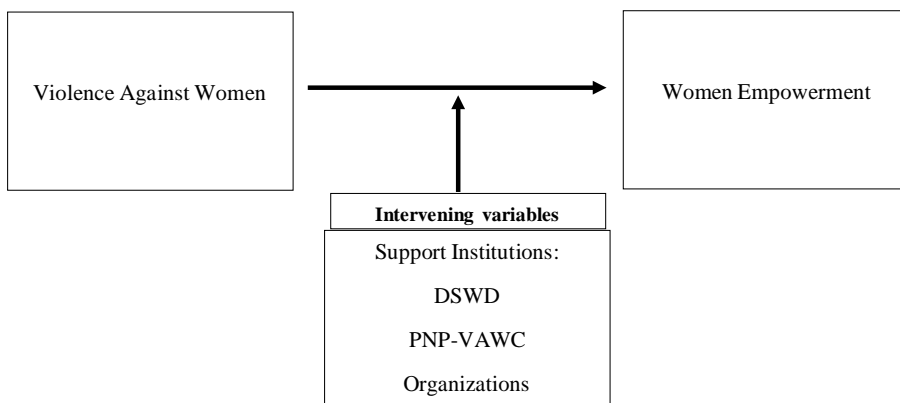 Violence Against Women
Women Empowerment
Intervening variables
Support Institutions:
DSWD
PNP-VAWC
Organizations